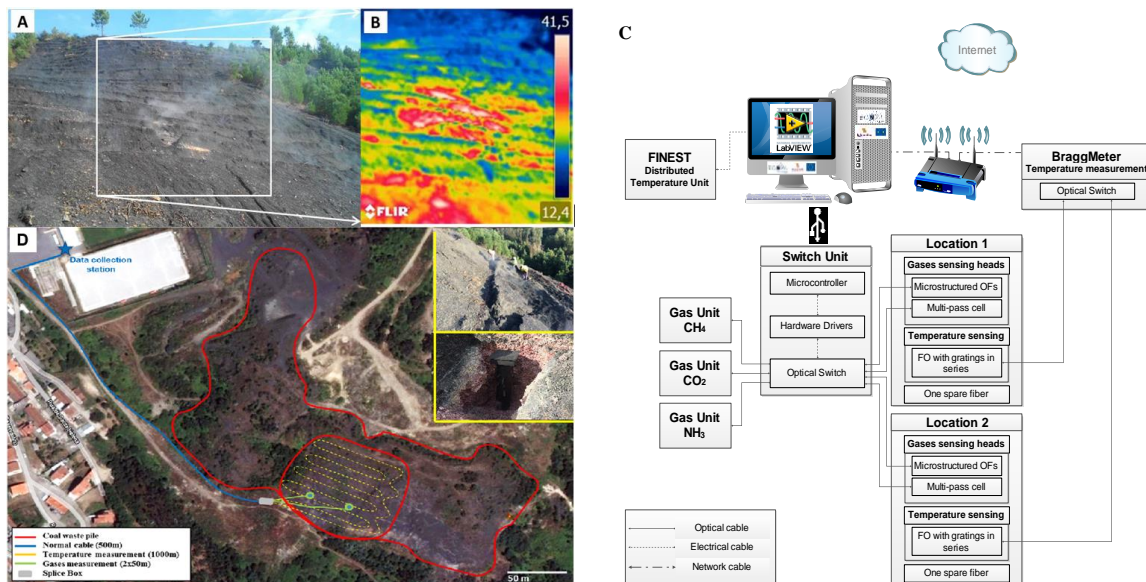 A
B
41,5
FLIR
12,4
C
Internet
LabVIEW
FINEST
Distributed
Temperature Unit
BraggMeter
Temperature measurement
Optical Switch
Switch Unit
Microcontroller
Hardware Drivers
Optical Switch
Gas Unit
CH4
Gas Unit
CO2
Gas Unit
NH3
Location 1
Gases sensing heads
Microstructured OFs
Multi-pass cell
Temperature sensing
FO with gratings in
series
One spare fiber
Location 2
Gases sensing heads
Microstructured OFs
Multi-pass cell
Temperature sensing
FO with gratings in
series
One spare fiber
Optical cable
Electrical cable
Network cable
D
Data collection
station
Coal waste pile
Normal cable (500m)
Temperature measurement (1000m)
Gases measurement (2x50m)
Splice Box
50 m